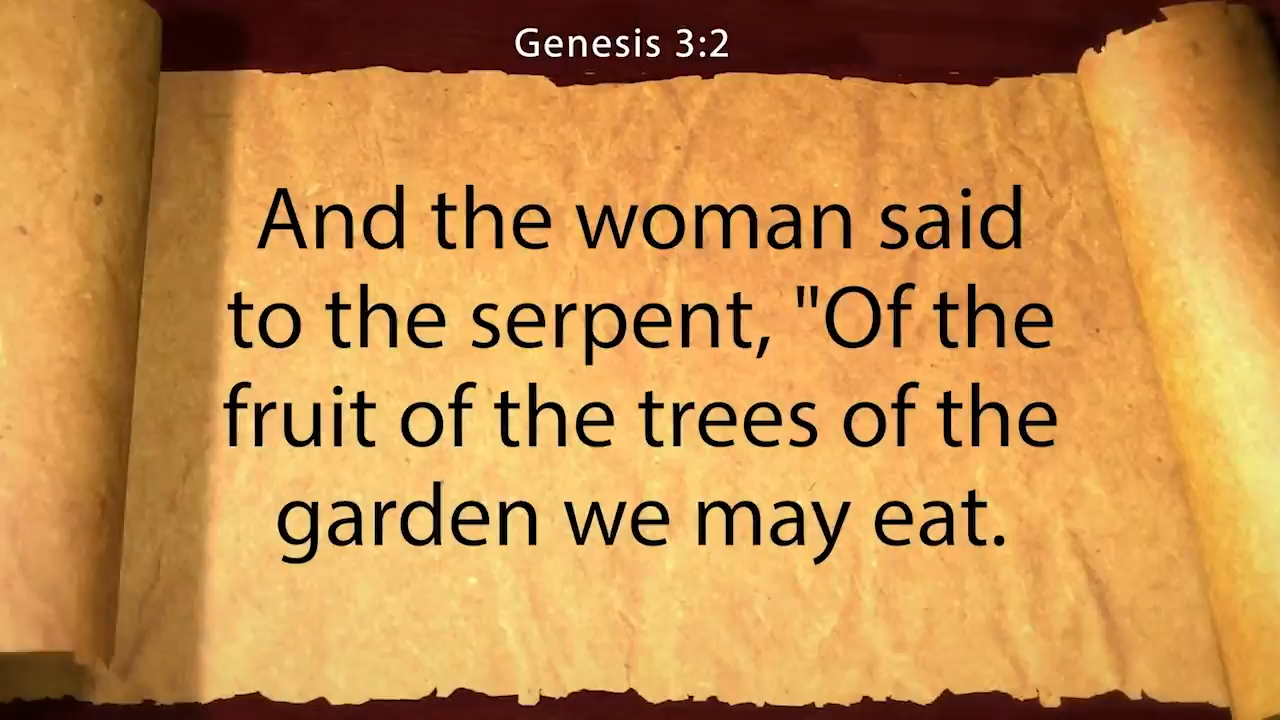 Genesis 3:2
And the woman said
to the serpent, "Of the
fruit of the trees of the
garden we may eat.